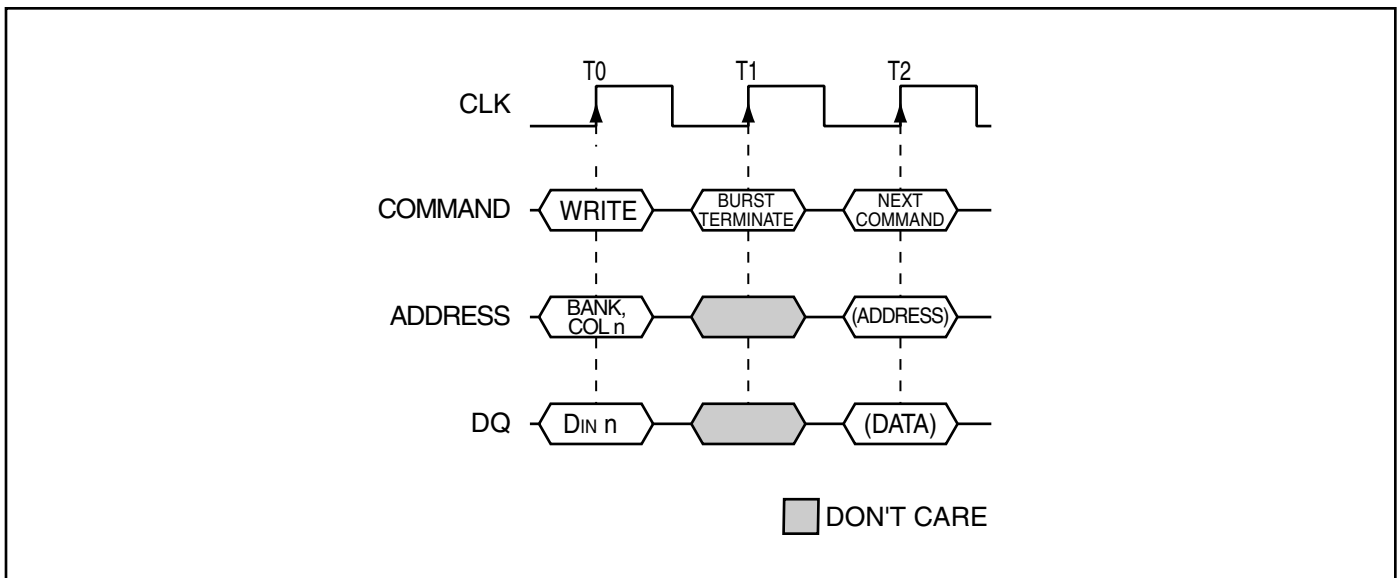 T0 T1 T2
CLK
COMMAND WRITE BURST TERMINATE NEXT COMMAND
ADDRESS BANK, COL n (ADDRESS)
DQ DIN n (DATA)
DON'T CARE